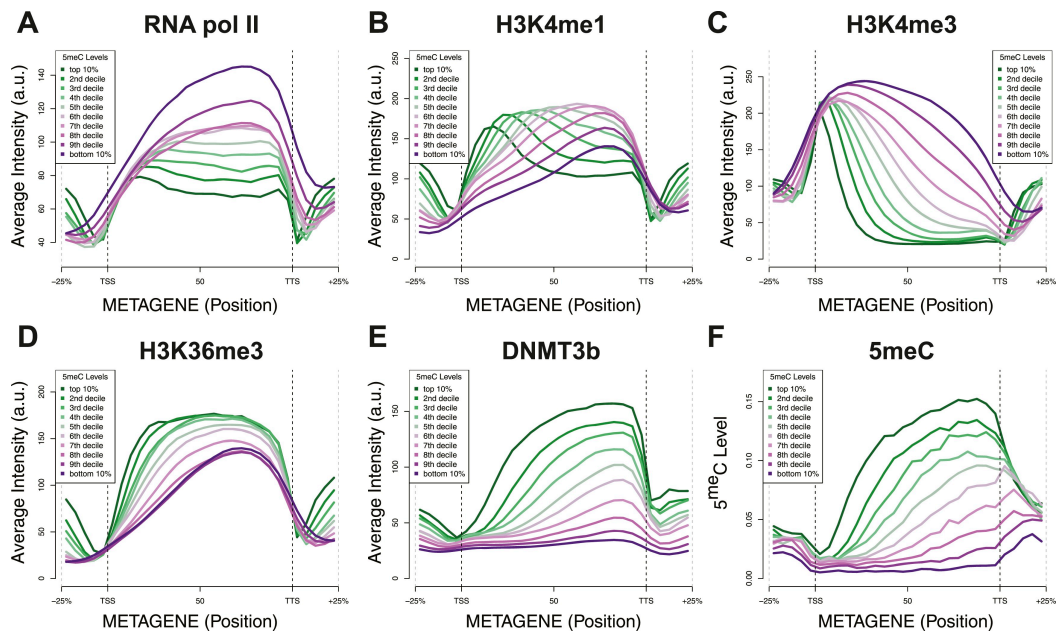 A
RNA pol II
Average Intensity (a.u.)
40
60
80
100
120
140
5meC Levels
top 10%
2nd decile
3rd decile
4th decile
5th decile
6th decile
7th decile
8th decile
9th decile
bottom 10%
−25%
TSS
50
TTS
+25%
METAGENE (Position)
B
H3K4me1
Average Intensity (a.u.)
0
50
100
150
200
250
5meC Levels
top 10%
2nd decile
3rd decile
4th decile
5th decile
6th decile
7th decile
8th decile
9th decile
bottom 10%
−25%
TSS
50
TTS
+25%
METAGENE (Position)
C
H3K4me3
Average Intensity (a.u.)
0
50
100
150
200
250
5meC Levels
top 10%
2nd decile
3rd decile
4th decile
5th decile
6th decile
7th decile
8th decile
9th decile
bottom 10%
−25%
TSS
50
TTS
+25%
METAGENE (Position)
D
H3K36me3
Average Intensity (a.u.)
0
50
100
150
200
5meC Levels
top 10%
2nd decile
3rd decile
4th decile
5th decile
6th decile
7th decile
8th decile
9th decile
bottom 10%
−25%
TSS
50
TTS
+25%
METAGENE (Position)
E
DNMT3b
Average Intensity (a.u.)
0
50
100
150
200
5meC Levels
top 10%
2nd decile
3rd decile
4th decile
5th decile
6th decile
7th decile
8th decile
9th decile
bottom 10%
−25%
TSS
50
TTS
+25%
METAGENE (Position)
F
5meC
5meC Level
0.00
0.05
0.10
0.15
5meC Levels
top 10%
2nd decile
3rd decile
4th decile
5th decile
6th decile
7th decile
8th decile
9th decile
bottom 10%
−25%
TSS
50
TTS
+25%
METAGENE (Position)